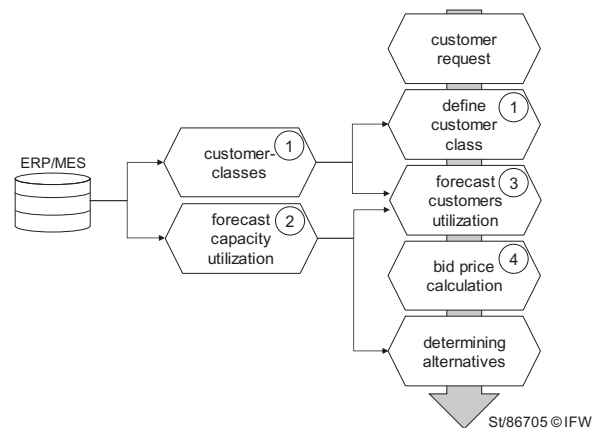 customer
request
define
customer
class
1
ERP/MES
customer-
classes
1
forecast
customers
utilization
3
forecast
capacity
utilization
2
bid price
calculation
4
determining
alternatives
St/86705 © IFW